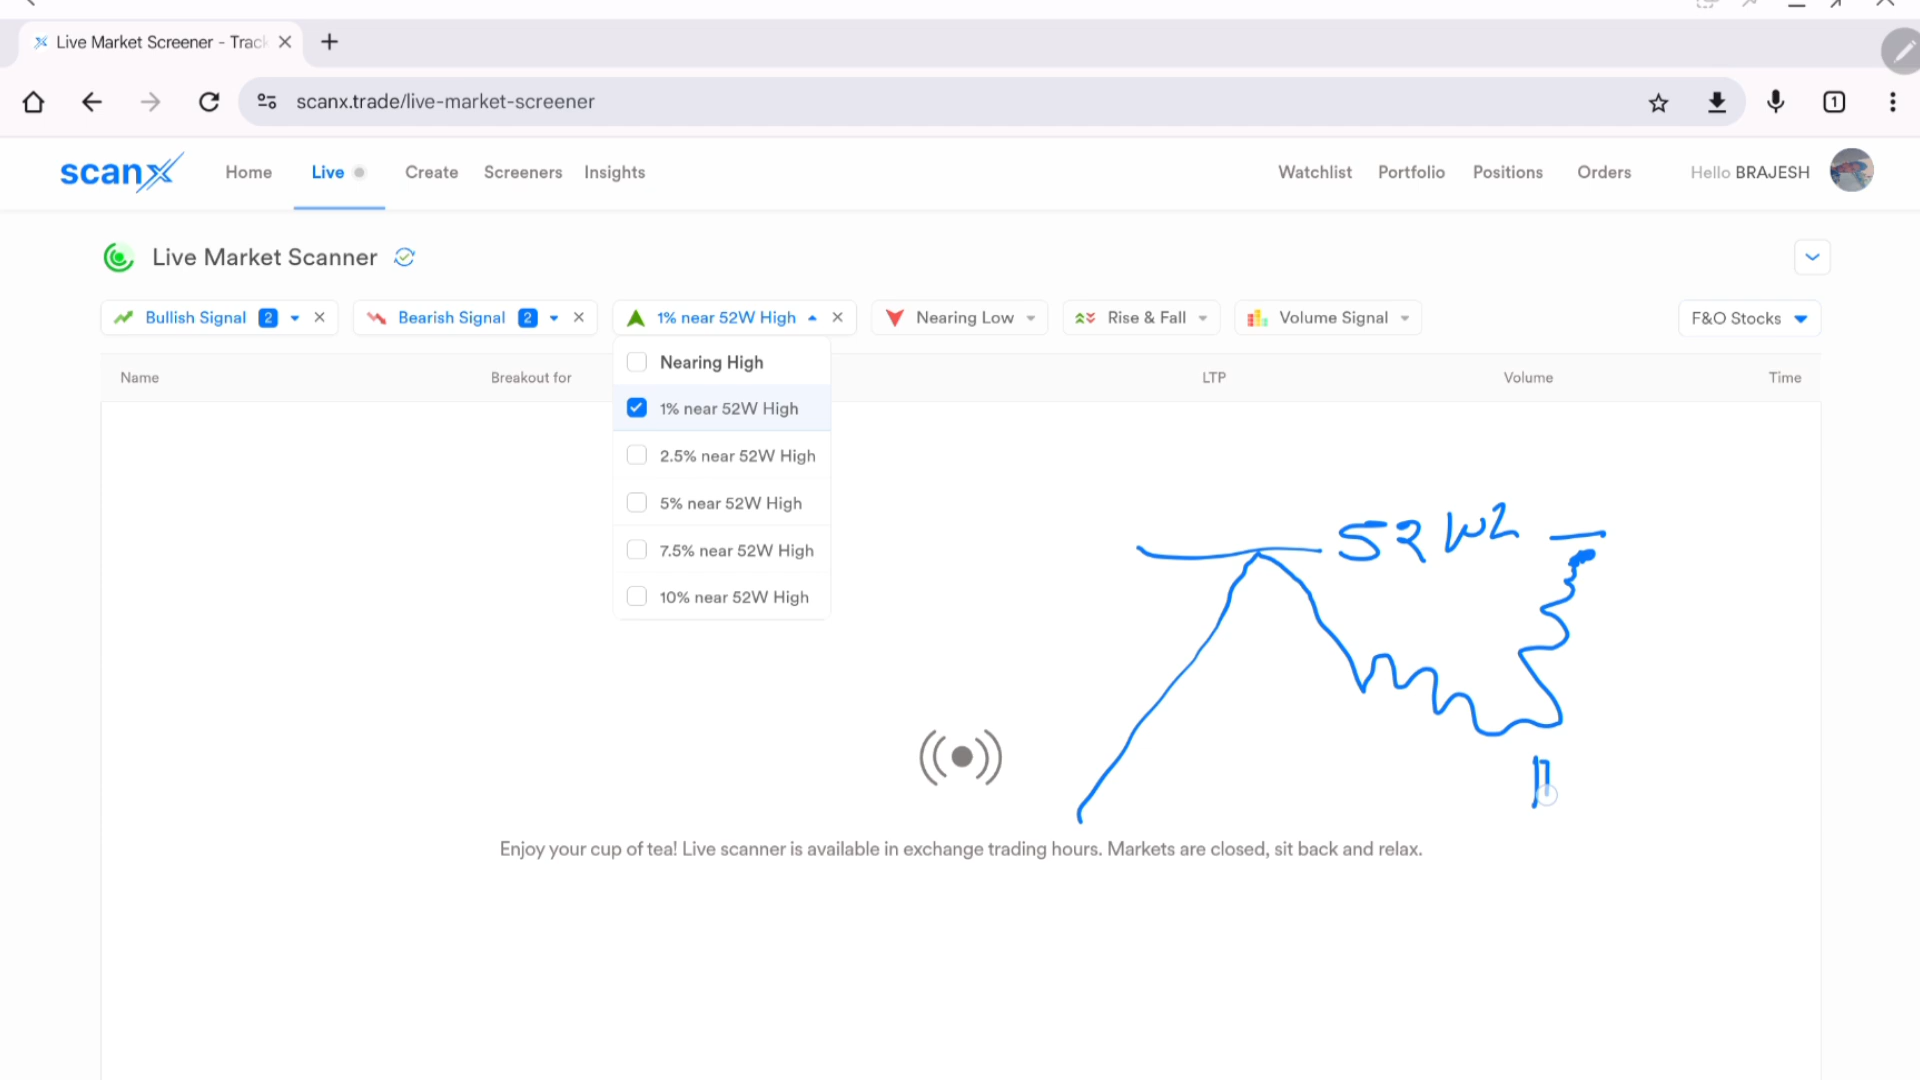 Live Market Screener - Track
scanx.trade/live-market-screener
1
scanx
Home
Live
Create
Screeners
Insights
Watchlist
Portfolio
Positions
Orders
Hello BRAJESH
Live Market Scanner
Bullish Signal 2
Bearish Signal 2
1% near 52W High
Nearing Low
Rise & Fall
Volume Signal
F&O Stocks
Name
Breakout for
LTP
Volume
Time
Nearing High
1% near 52W High
2.5% near 52W High
5% near 52W High
7.5% near 52W High
10% near 52W High
52 W
Enjoy your cup of tea! Live scanner is available in exchange trading hours. Markets are closed, sit back and relax.